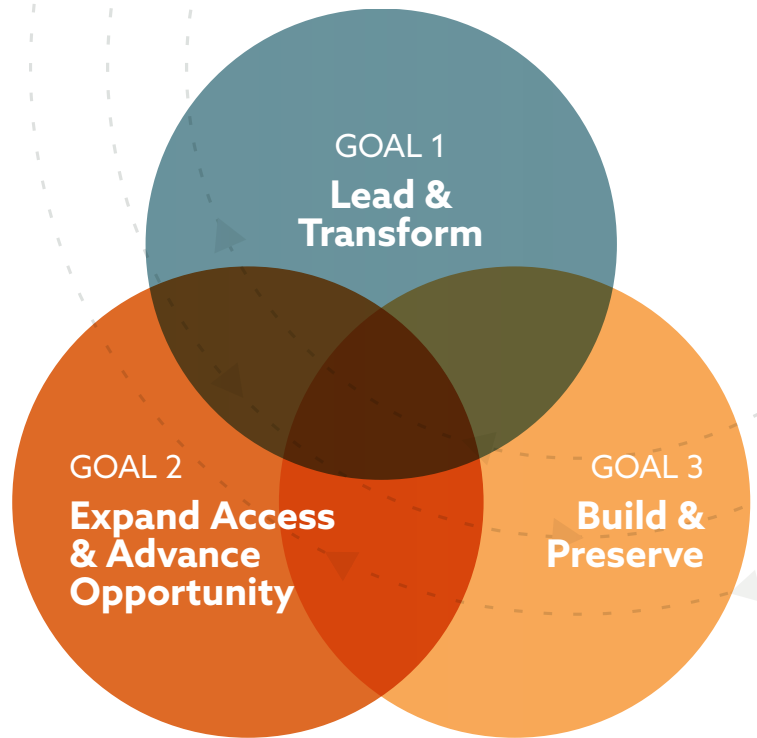 GOAL 1
Lead &
Transform
GOAL 2
Expand Access
& Advance
Opportunity
GOAL 3
Build &
Preserve